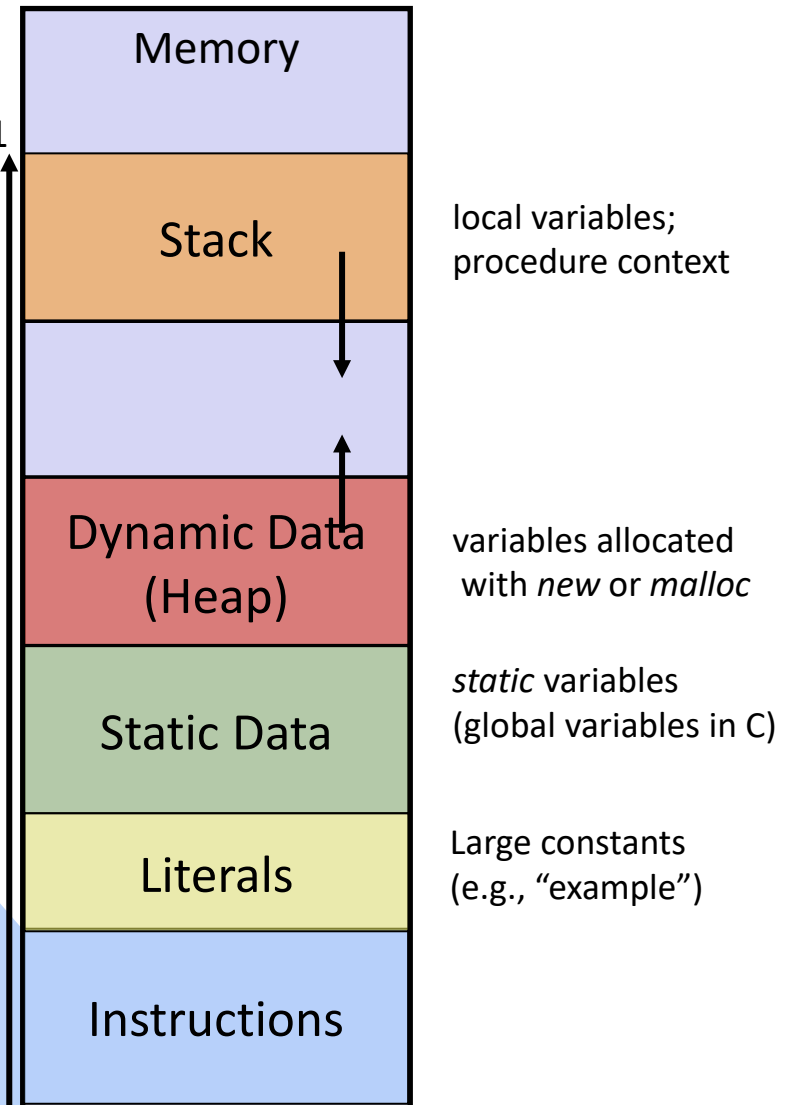 Memory
1
Stack
local variables;
procedure context
Dynamic Data
(Heap)
variables allocated
with new or malloc
static variables
(global variables in C)
Static Data
Large constants
(e.g., “example”)
Literals
Instructions